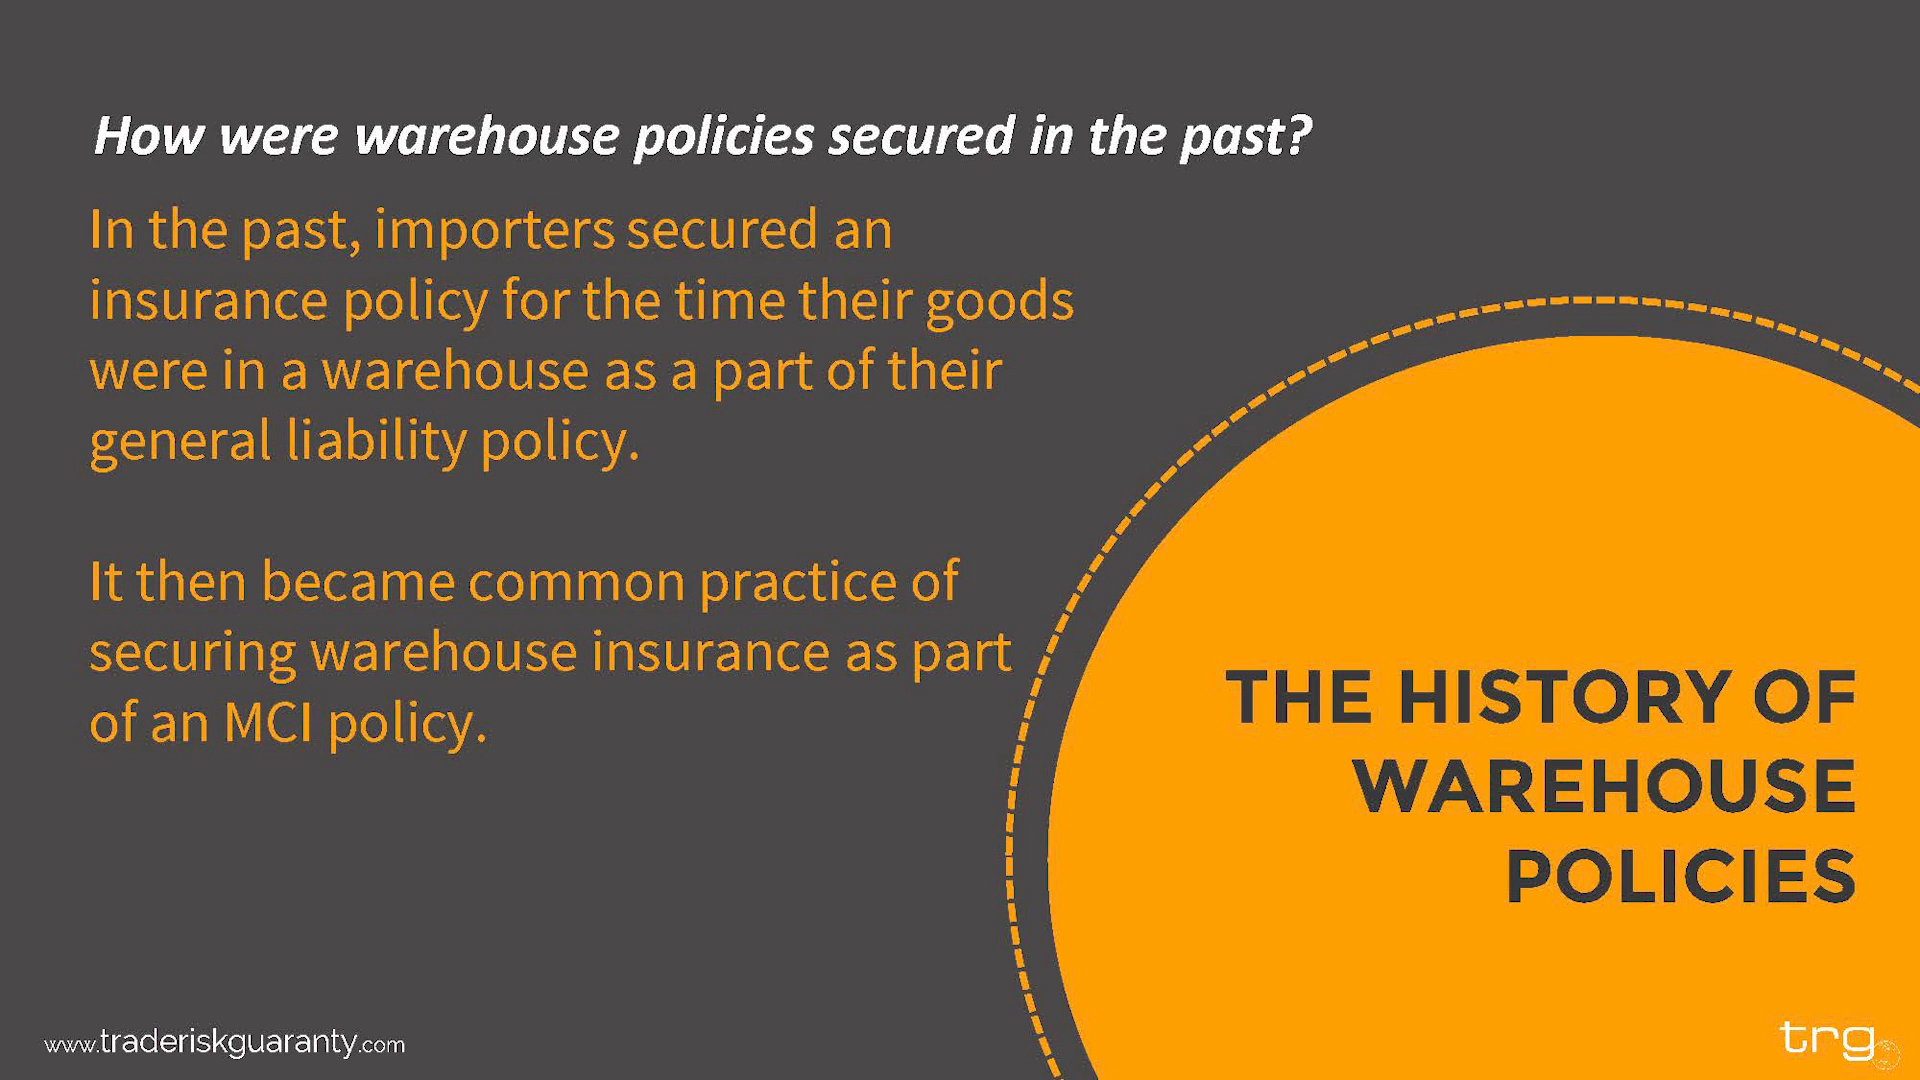 How were warehouse policies secured in the past?
In the past, importers secured an
insurance policy for the time their goods
were in a warehouse as a part of their
general liability policy.
It then became common practice of
securing warehouse insurance as part
of an MCI policy.
THE HISTORY OF
WAREHOUSE
POLICIES
www.traderiskguaranty.com
trg